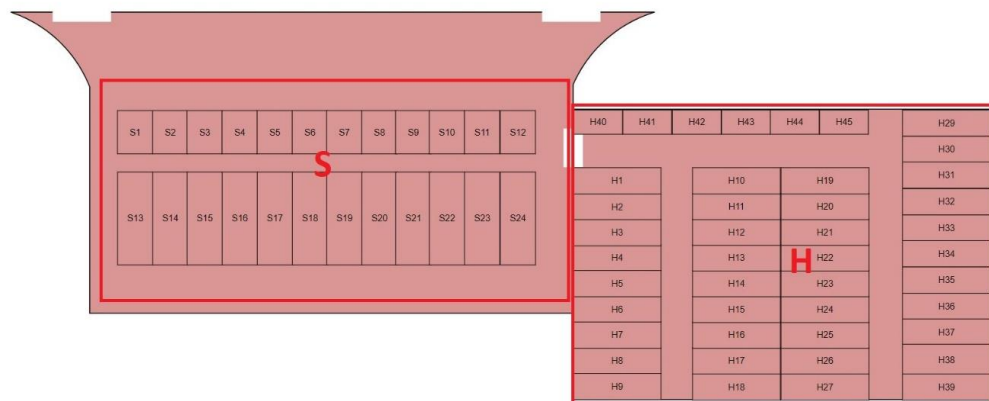 S1 S2 S3 S4 S5 S6 S7 S8 S9 S10 S11 S12
S
S13 S14 S15 S16 S17 S18 S19 S20 S21 S22 S23 S24
H40 H41 H42 H43 H44 H45 H29
H30
H1 H10 H19 H31
H2 H11 H20 H32
H3 H12 H21 H33
H4 H13 H H22 H34
H5 H14 H23 H35
H6 H15 H24 H36
H7 H16 H25 H37
H8 H17 H26 H38
H9 H18 H27 H39